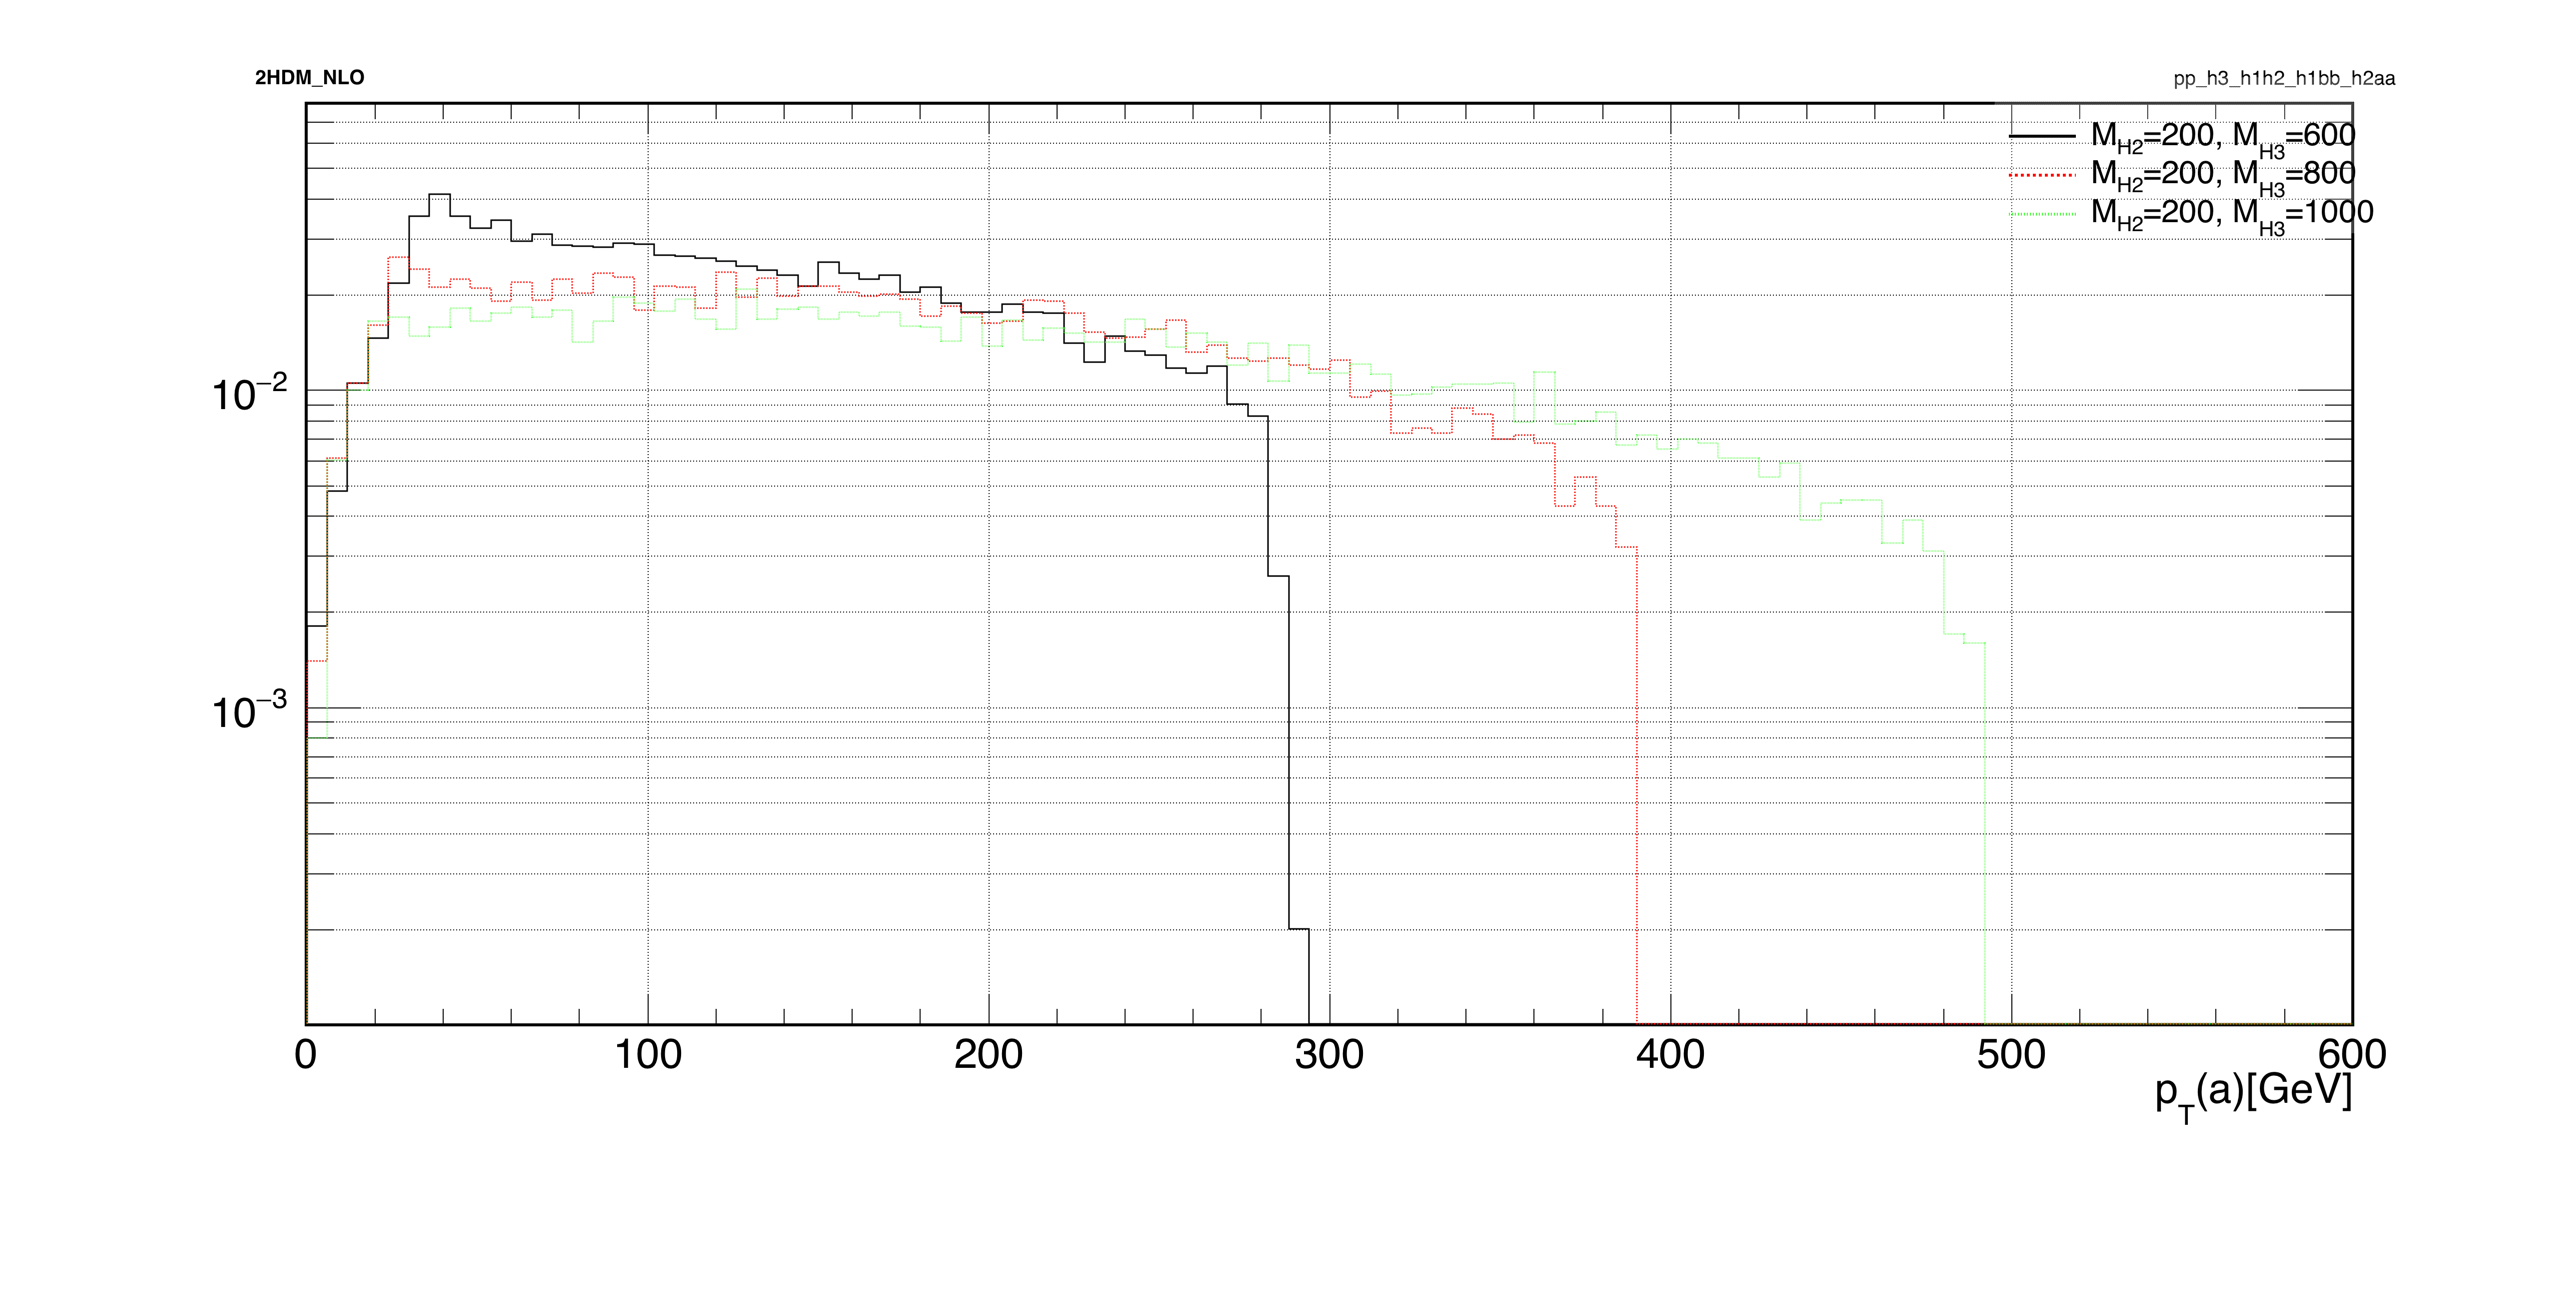 2HDM_NLO
pp_h3_h1h2_h1bb_h2aa
M_H2=200, M_H3=600
M_H2=200, M_H3=800
M_H2=200, M_H3=1000
10^−2
10^−3
0 100 200 300 400 500 600
p_T(a)[GeV]